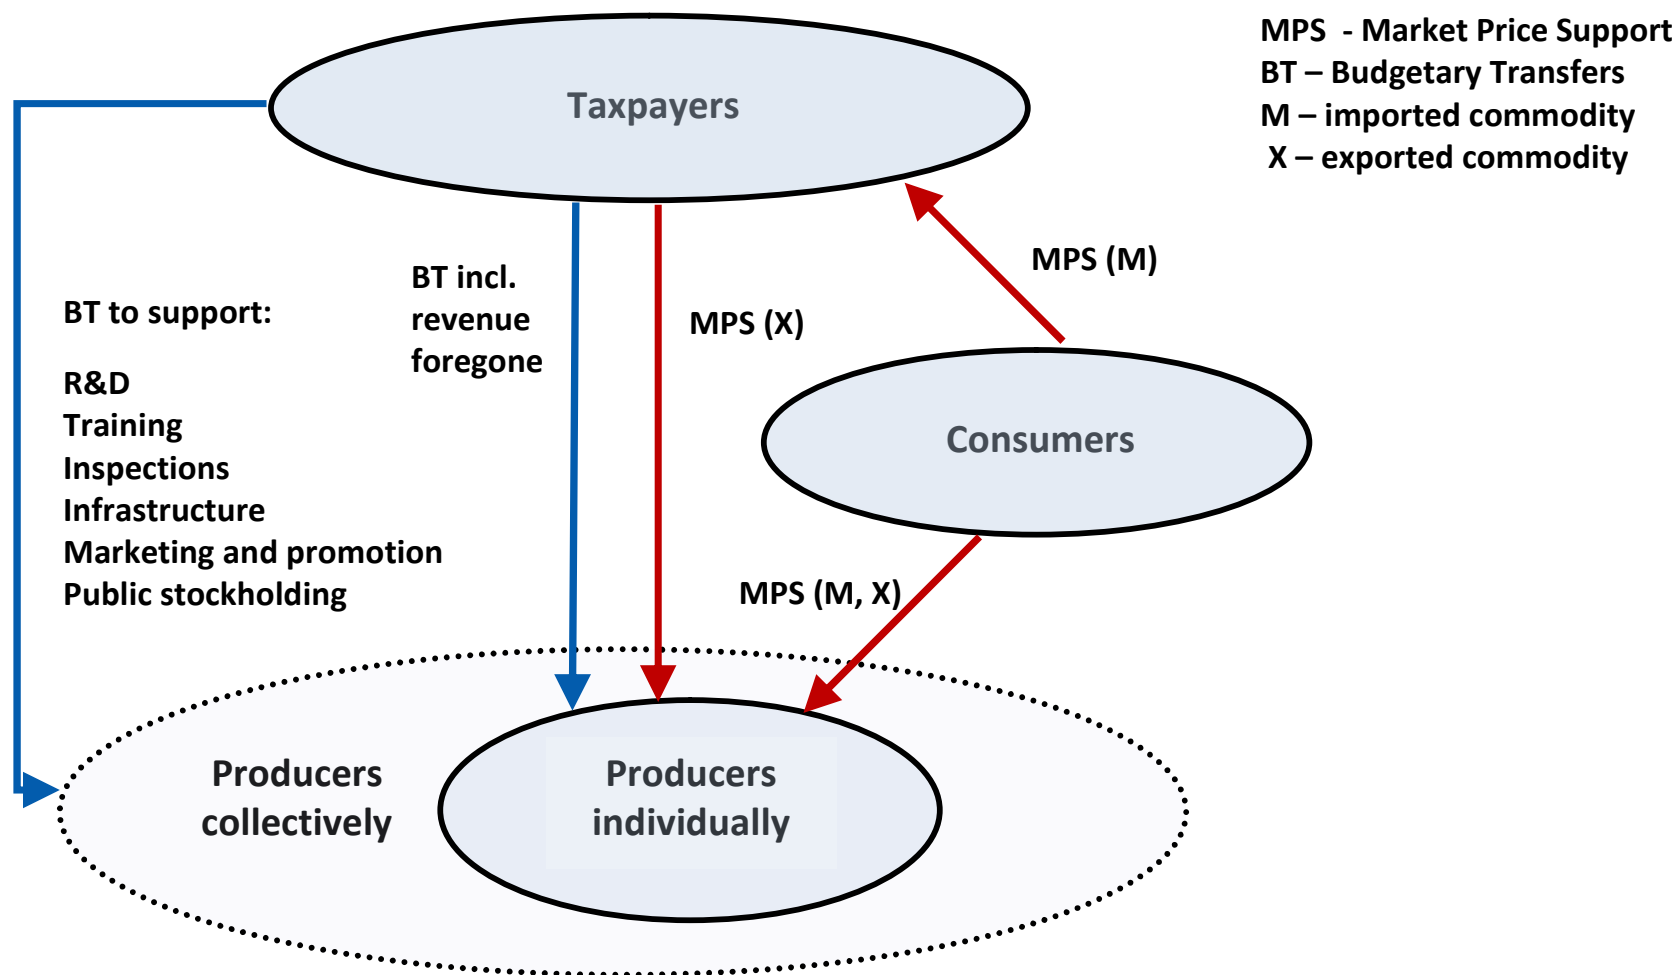 Taxpayers
MPS - Market Price Support
BT – Budgetary Transfers
M – imported commodity
X – exported commodity
MPS (M)
BT incl.
revenue
foregone
MPS (X)
BT to support:
R&D
Training
Inspections
Infrastructure
Marketing and promotion
Public stockholding
Consumers
MPS (M, X)
Producers
collectively
Producers
individually